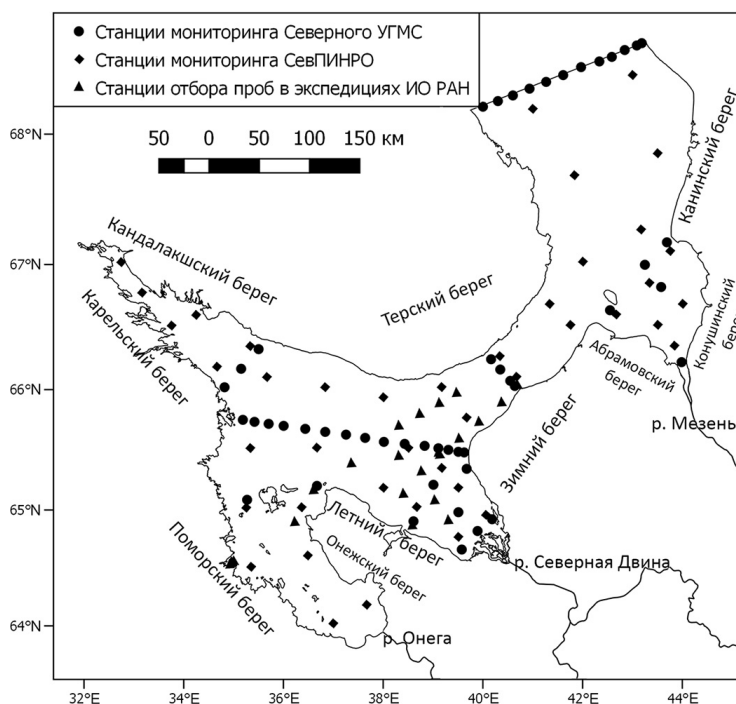 Станции мониторинга Северного УГМС
Станции мониторинга СевПИНРО
Станции отбора проб в экспедициях ИО РАН
50 0 50 100 150 км
68°N
67°N
66°N
65°N
64°N
Кандалакшский берег
Карельский берег
Терский берег
Канинский берег
Конушинский
Абрамовский
берег
р. Мезень
Зимний берег
Летний берег
Онежский берег
Поморский берег
р. Северная Двина
р. Онега
32°E 34°E 36°E 38°E 40°E 42°E 44°E